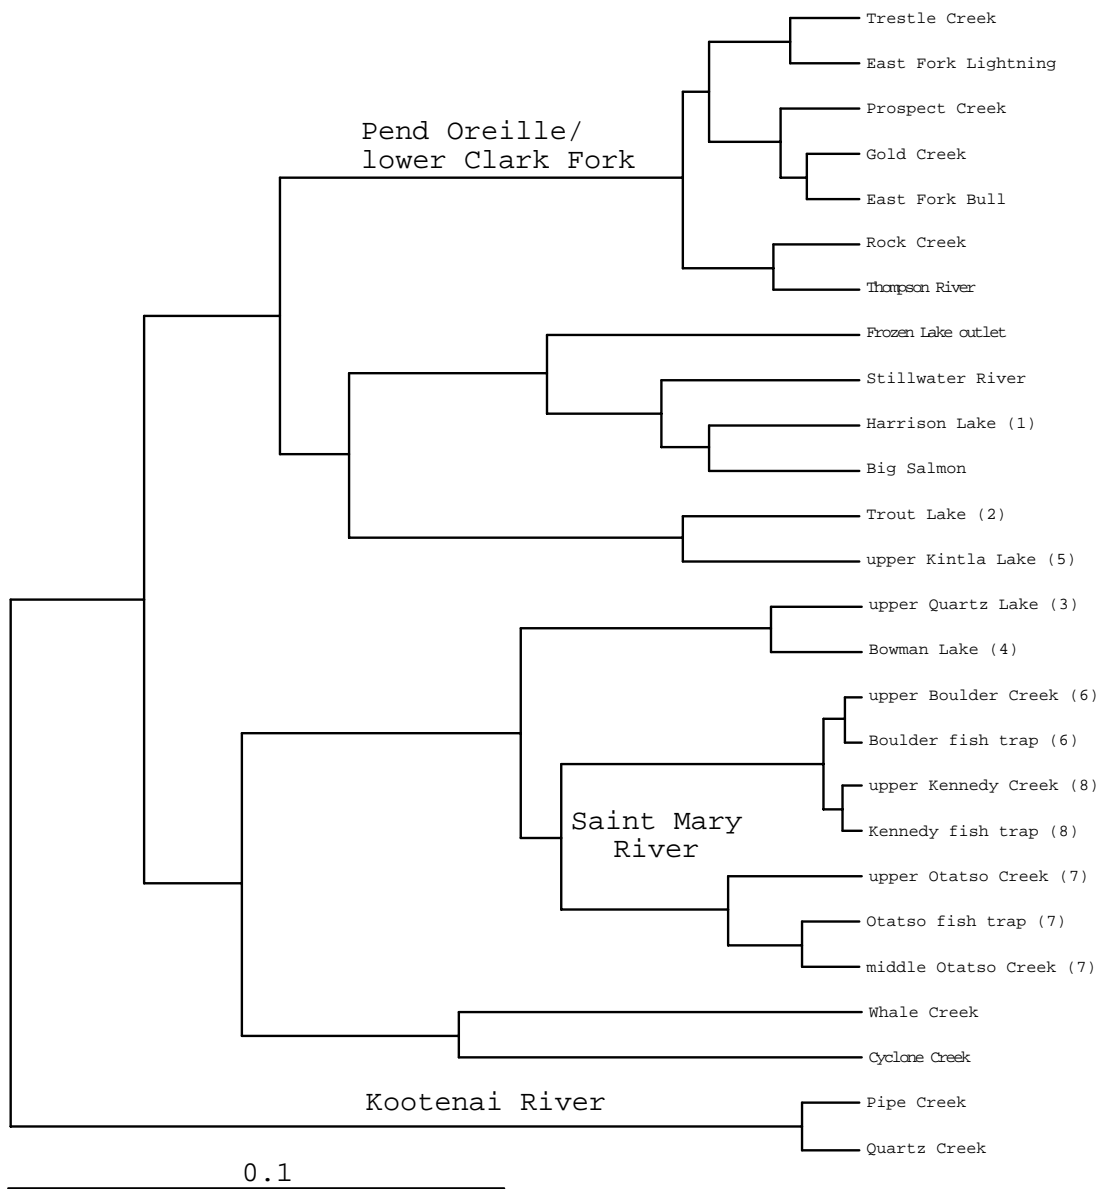 Trestle Creek
East Fork Lightning
Prospect Creek
Pend Oreille/
lower Clark Fork
Gold Creek
East Fork Bull
Rock Creek
Thompson River
Frozen Lake outlet
Stillwater River
Harrison Lake (1)
Big Salmon
Trout Lake (2)
upper Kintla Lake (5)
upper Quartz Lake (3)
Bowman Lake (4)
upper Boulder Creek (6)
Boulder fish trap (6)
upper Kennedy Creek (8)
Saint Mary
River
Kennedy fish trap (8)
upper Otatso Creek (7)
Otatso fish trap (7)
middle Otatso Creek (7)
Whale Creek
Cyclone Creek
Kootenai River
Pipe Creek
Quartz Creek
0.1